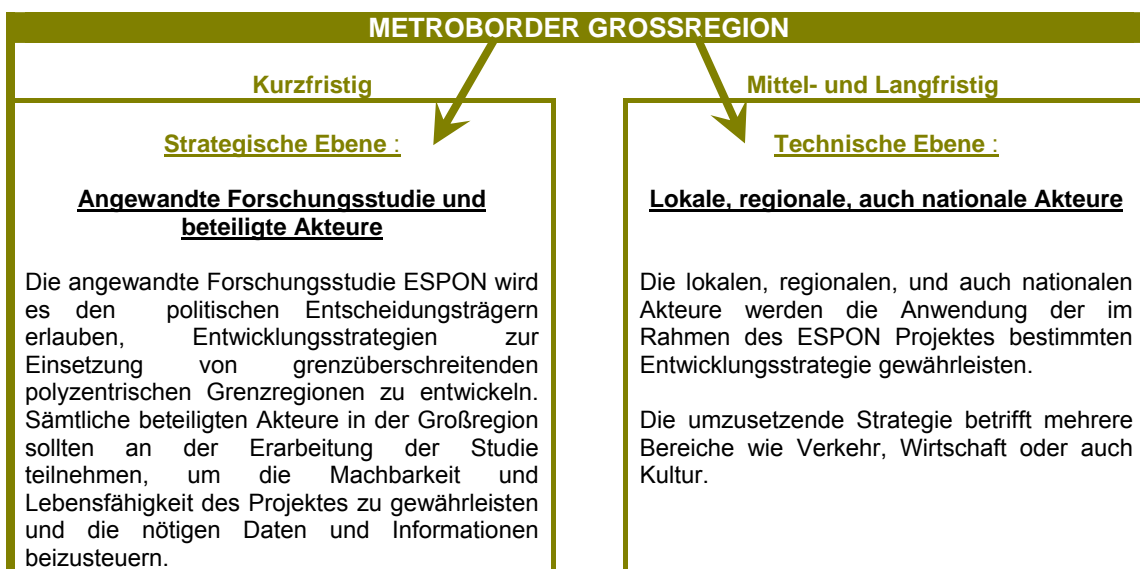 METROBORDER GROSSREGION
Kurzfristig
Strategische Ebene :
Angewandte Forschungsstudie und
beteiligte Akteure
Die angewandte Forschungsstudie ESPON wird
es den politischen Entscheidungsträgern
erlauben, Entwicklungsstrategien zur
Einsetzung von grenzüberschreitenden
polyzentrischen Grenzregionen zu entwickeln.
Sämtliche beteiligten Akteure in der Großregion
sollten an der Erarbeitung der Studie
teilnehmen, um die Machbarkeit und
Lebensfähigkeit des Projektes zu gewährleisten
und die nötigen Daten und Informationen
beizusteuern.
Mittel- und Langfristig
Technische Ebene :
Lokale, regionale, auch nationale Akteure
Die lokalen, regionalen, und auch nationalen
Akteure werden die Anwendung der im
Rahmen des ESPON Projektes bestimmten
Entwicklungsstrategie gewährleisten.
Die umzusetzende Strategie betrifft mehrere
Bereiche wie Verkehr, Wirtschaft oder auch
Kultur.